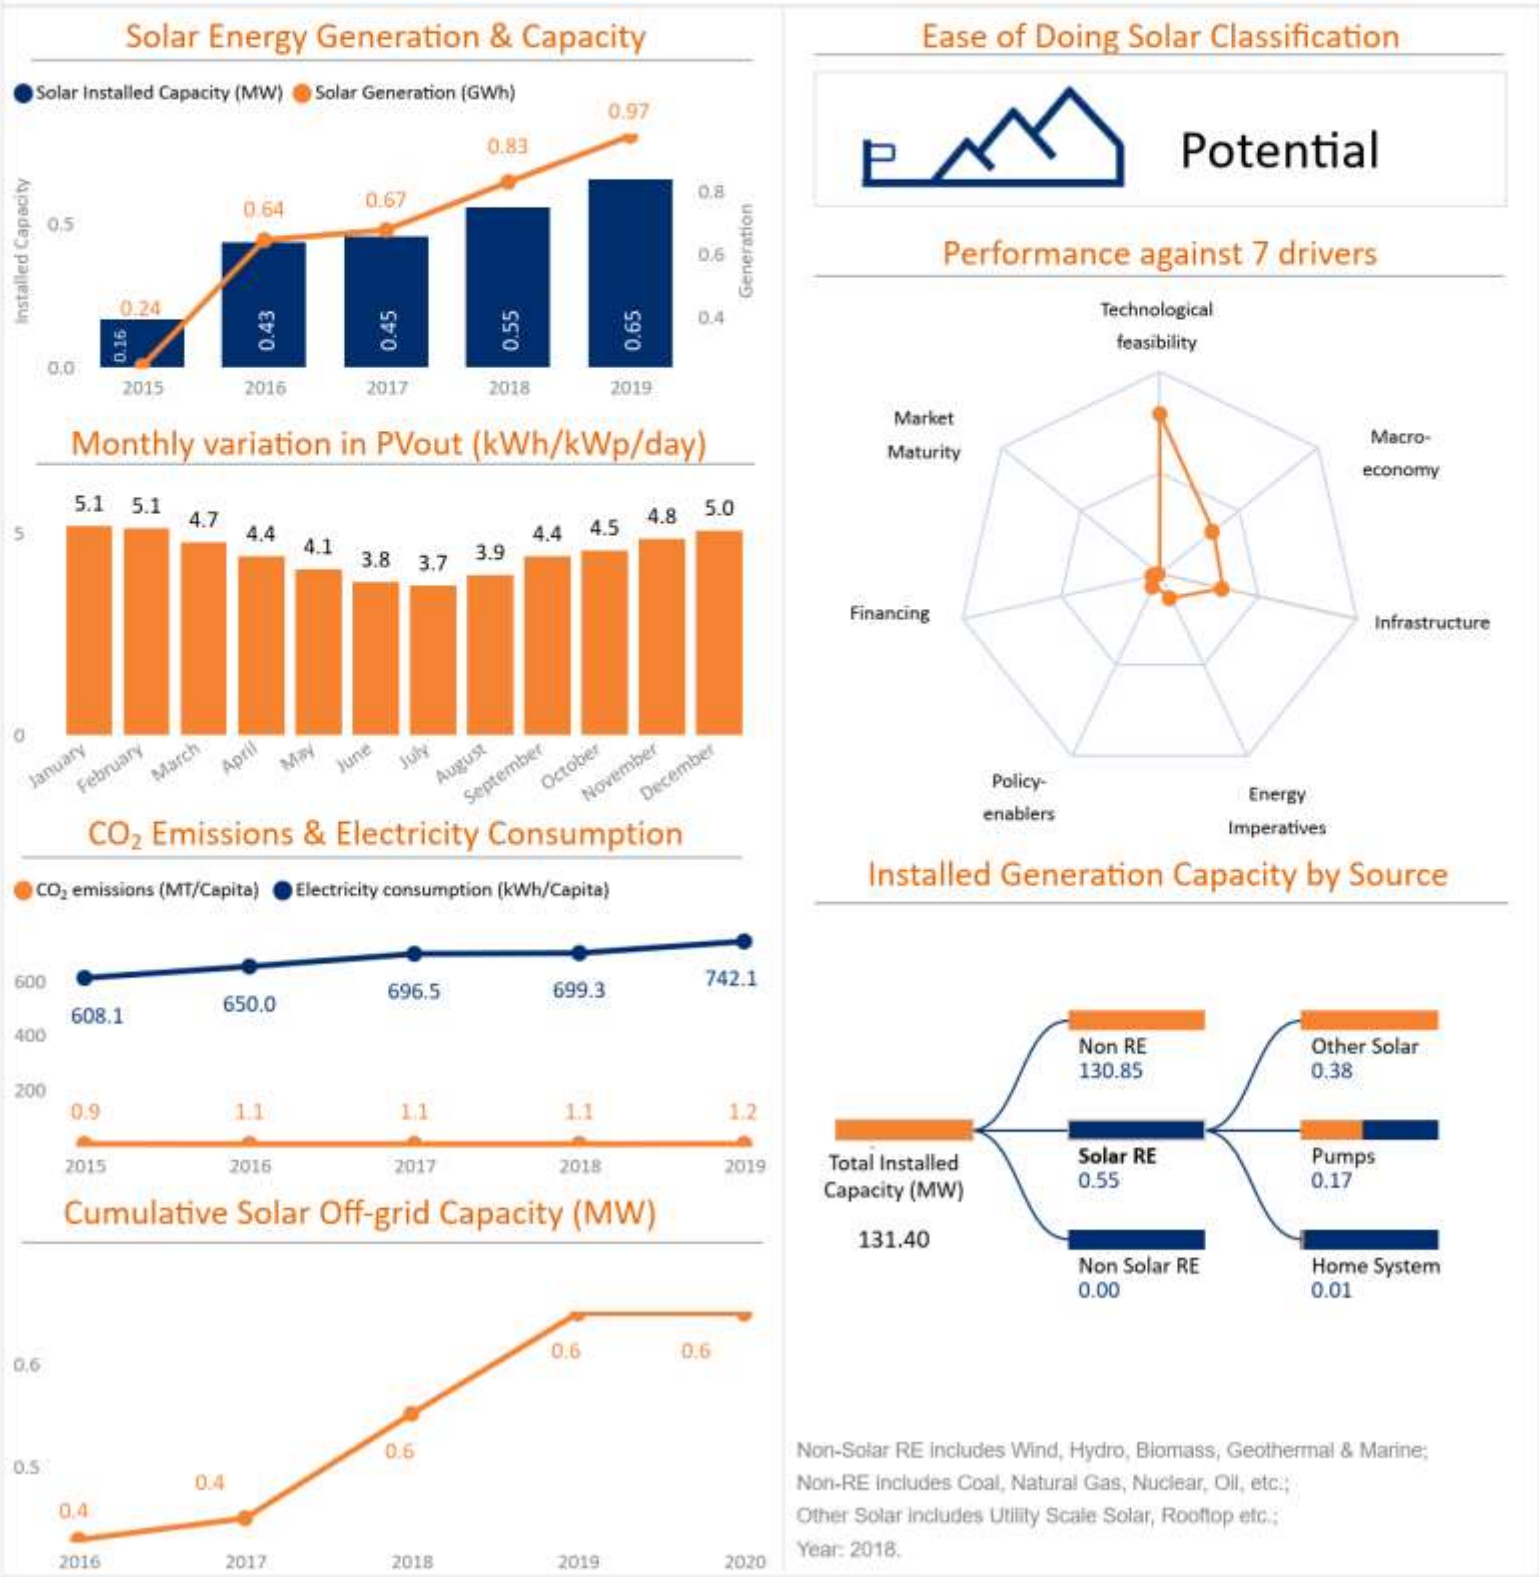 Solar Energy Generation & Capacity
Solar Installed Capacity (MW) Solar Generation (GWh)
Installed Capacity
0.5
0.0
0.24
0.64
0.67
0.83
0.97
0.16
0.43
0.45
0.55
0.65
0.8
0.6
0.4
Generation
2015 2016 2017 2018 2019
Monthly variation in PVout (kWh/kWp/day)
5
0
5.1 5.1 4.7 4.4 4.1 3.8 3.7 3.9 4.4 4.5 4.8 5.0
January February March April May June July August September October November December
CO₂ Emissions & Electricity Consumption
CO₂ emissions (MT/Capita) Electricity consumption (kWh/Capita)
600
400
200
608.1 650.0 696.5 699.3 742.1
0.9 1.1 1.1 1.1 1.2
2015 2016 2017 2018 2019
Cumulative Solar Off-grid Capacity (MW)
0.6
0.5
0.4 0.4 0.6 0.6 0.6
2016 2017 2018 2019 2020
Ease of Doing Solar Classification
Potential
Performance against 7 drivers
Technological
feasibility
Macro-
economy
Infrastructure
Energy
Imperatives
Policy-
enablers
Financing
Market
Maturity
Installed Generation Capacity by Source
Total Installed
Capacity (MW)
131.40
Non RE
130.85
Solar RE
0.55
Non Solar RE
0.00
Other Solar
0.38
Pumps
0.17
Home System
0.01
Non-Solar RE includes Wind, Hydro, Biomass, Geothermal & Marine;
Non-RE includes Coal, Natural Gas, Nuclear, Oil, etc.;
Other Solar includes Utility Scale Solar, Rooftop etc.;
Year: 2018.